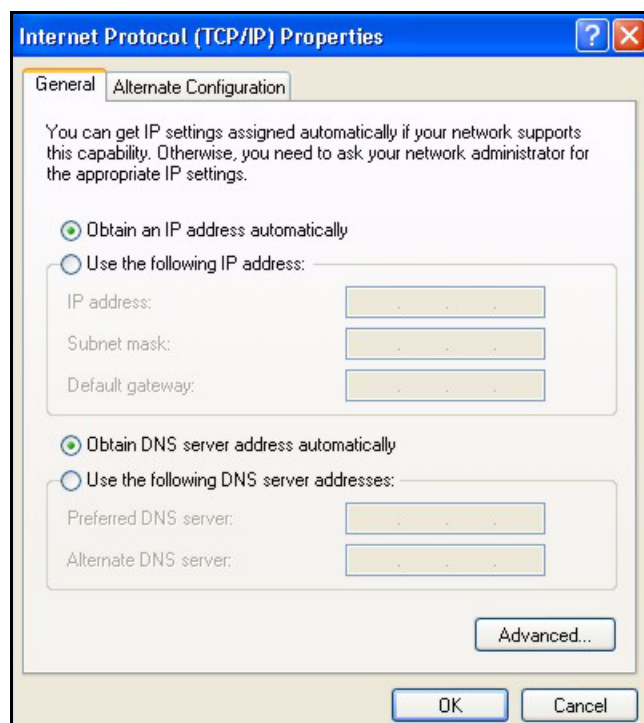 Internet Protocol (TCP/IP) Properties
?
General
Alternate Configuration
You can get IP settings assigned automatically if your network supports
this capability. Otherwise, you need to ask your network administrator for
the appropriate IP settings.
Obtain an IP address automatically
Use the following IP address:
IP address:
Subnet mask:
Default gateway:
Obtain DNS server address automatically
Use the following DNS server addresses:
Preferred DNS server:
Alternate DNS server:
Advanced...
OK
Cancel